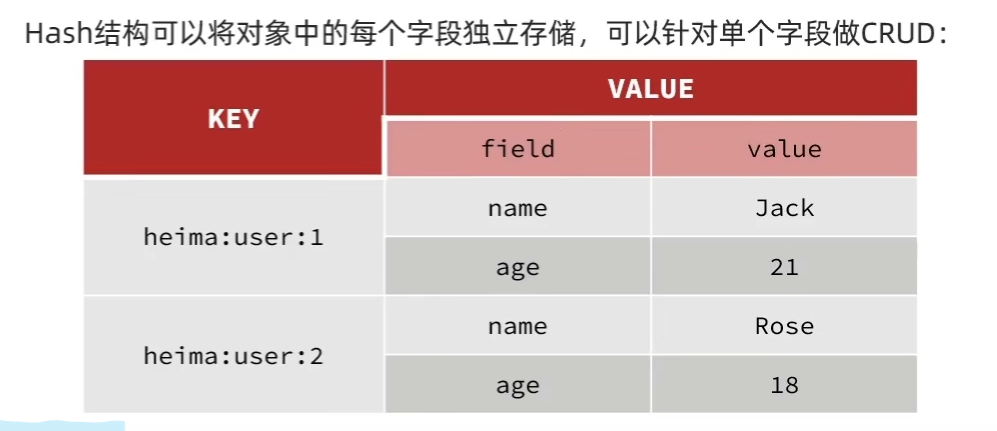 Hash结构可以将对象中的每个字段独立存储，可以针对单个字段做CRUD：
KEY VALUE
field value
heima:user:1 name Jack
age 21
heima:user:2 name Rose
age 18